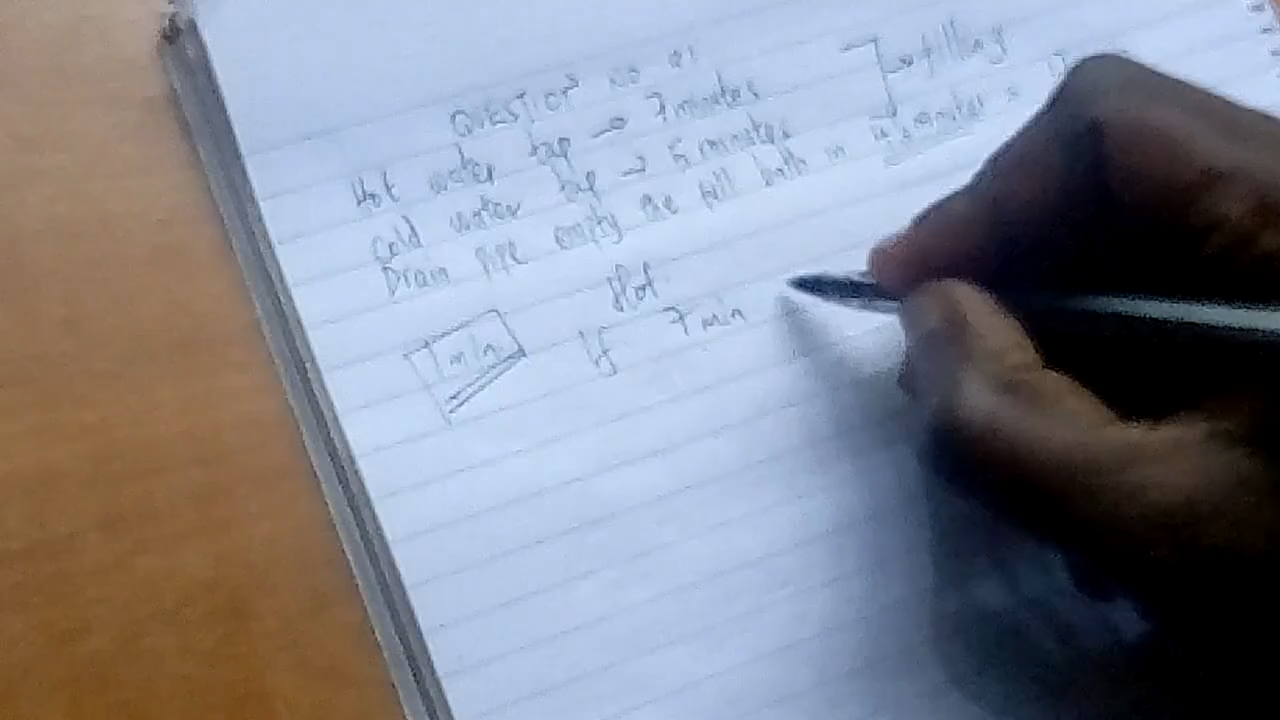 Question no 01
Hot water tap → 7 minutes
Cold water tap → 5 minutes
Drain pipe empty the full bath in
1 min
Hot
If 7 min